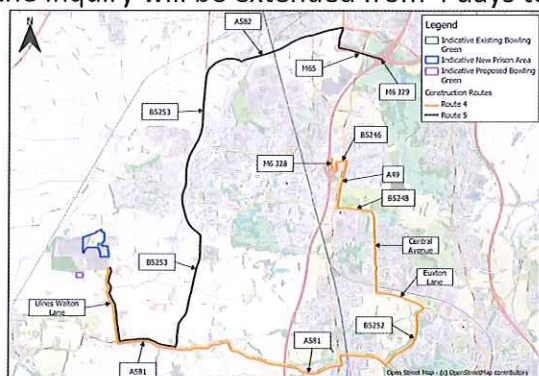 the inquiry will be extended from 4 days to
N
A582
M65
M6 J29
Legend
Indicative Existing Bowling
Green
Indicative New Prison Area
Indicative Proposed Bowling
Green
Construction Routes
Route 4
Route 5
B5253
M6 J28
B5246
A49
B5248
Central
Avenue
Euxton
Lane
B5253
Ulnes Walton
Lane
B5252
A581
A581
Open Street Map - (c) OpenStreetMap contributors